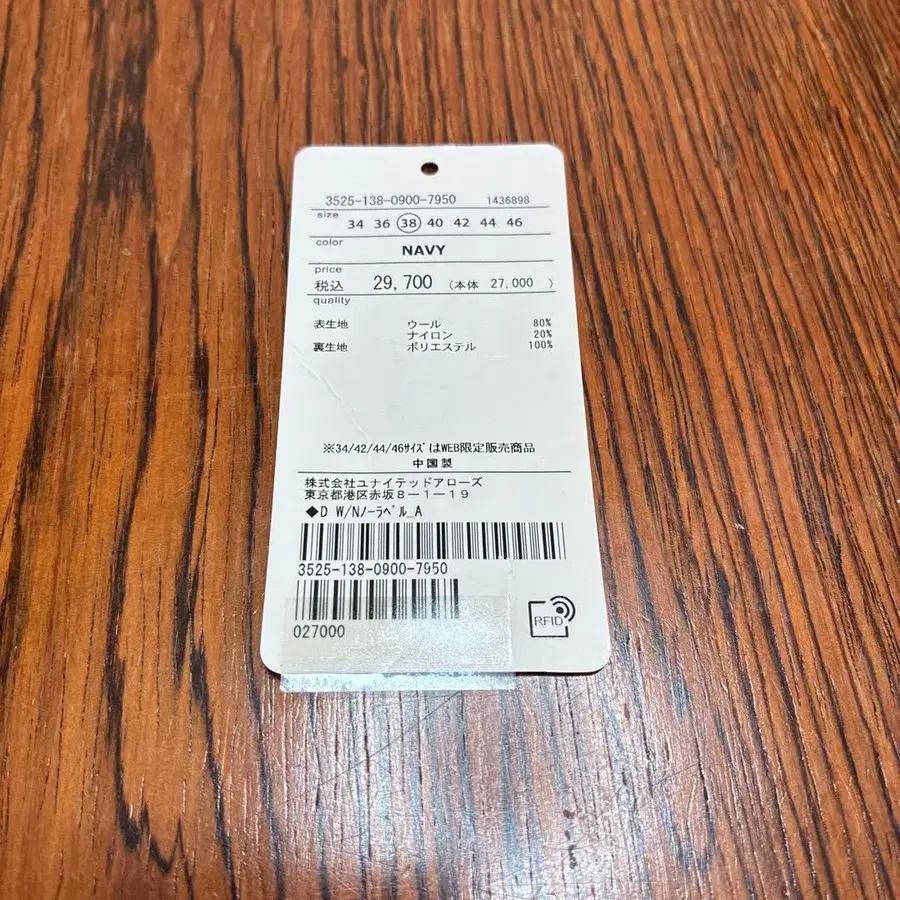 3525-138-0900-7950 1436898
size 34 36 38 40 42 44 46
color NAVY
price
税込 29,700 (本体 27,000 )
quality
表生地 ウール 80%
ナイロン 20%
裏生地 ポリエステル 100%
※34/42/44/46ｻｲｽﾞはWEB限定販売商品
中国製
株式会社ユナイテッドアローズ
東京都港区赤坂8-1-19
◆D W/Nノーラペﾞル_A
3525-138-0900-7950
027000
RFID